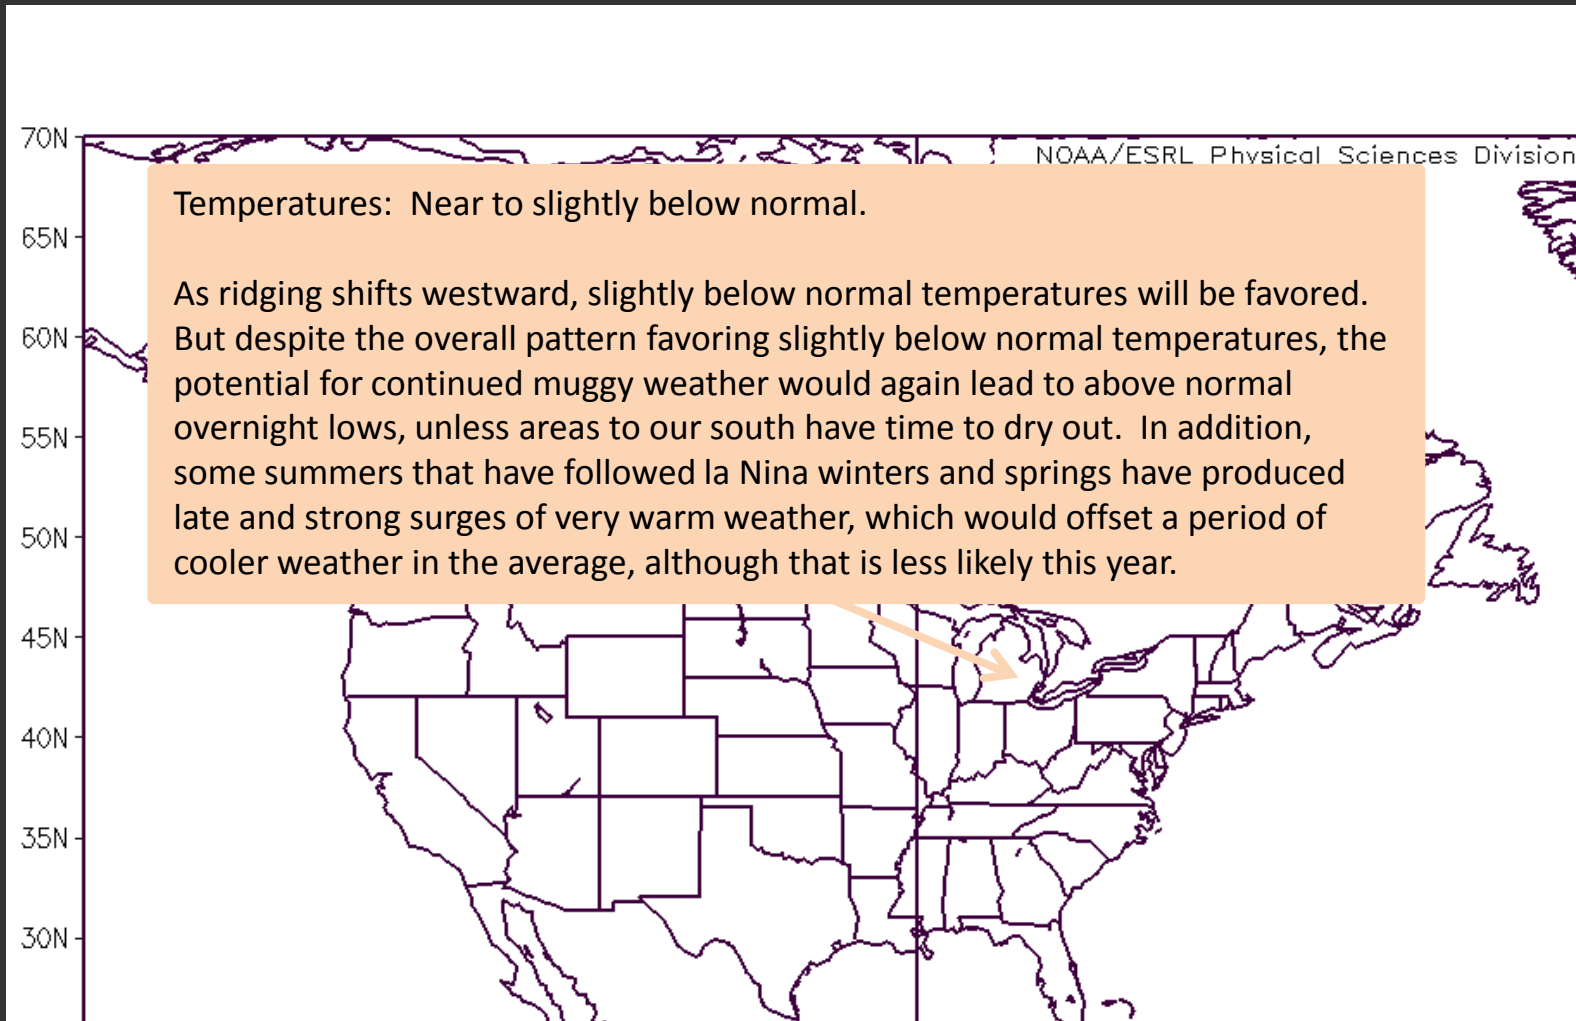 70N
NOAA/ESRL Physical Sciences Division
Temperatures:  Near to slightly below normal.
65N
As ridging shifts westward, slightly below normal temperatures will be favored.
60N
But despite the overall pattern favoring slightly below normal temperatures, the
potential for continued muggy weather would again lead to above normal
55N
overnight lows, unless areas to our south have time to dry out.  In addition,
some summers that have followed la Nina winters and springs have produced
late and strong surges of very warm weather, which would offset a period of
50N
cooler weather in the average, although that is less likely this year.
45N
40N
35N
30N